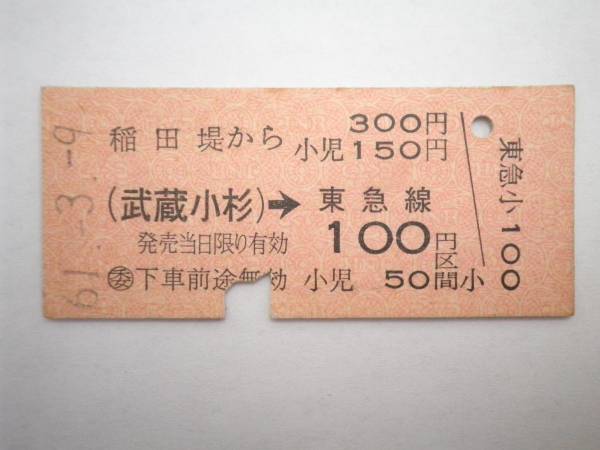 61.-3.-9
稲田堤から 300円
小児150円
(武蔵小杉)➔東急線
発売当日限り有効 100円区間
㊕下車前途無効 小児 50
小
東急小100